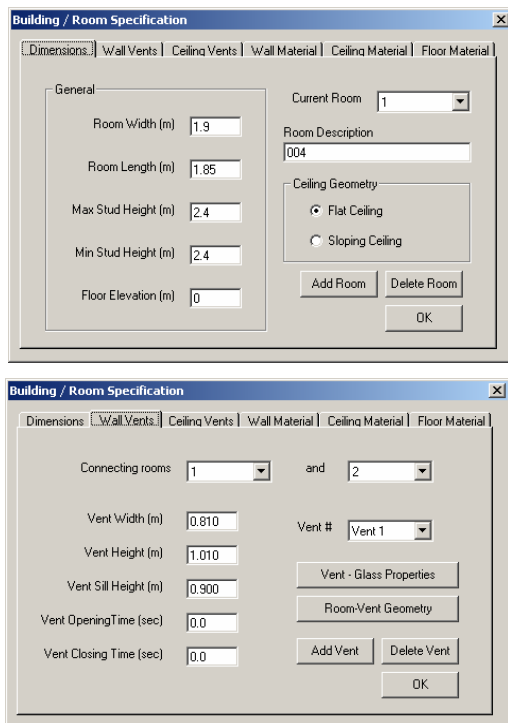 Building / Room Specification
Dimensions Wall Vents Ceiling Vents Wall Material Ceiling Material Floor Material
General
Room Width (m) 1.9
Room Length (m) 1.85
Max Stud Height (m) 2.4
Min Stud Height (m) 2.4
Floor Elevation (m) 0
Current Room 1
Room Description
004
Ceiling Geometry
Flat Ceiling
Sloping Ceiling
Add Room Delete Room
OK
Building / Room Specification
Dimensions Wall Vents Ceiling Vents Wall Material Ceiling Material Floor Material
Connecting rooms 1 and 2
Vent Width (m) 0.810
Vent Height (m) 1.010
Vent Sill Height (m) 0.900
Vent OpeningTime (sec) 0.0
Vent Closing Time (sec) 0.0
Vent # Vent 1
Vent - Glass Properties
Room-Vent Geometry
Add Vent Delete Vent
OK